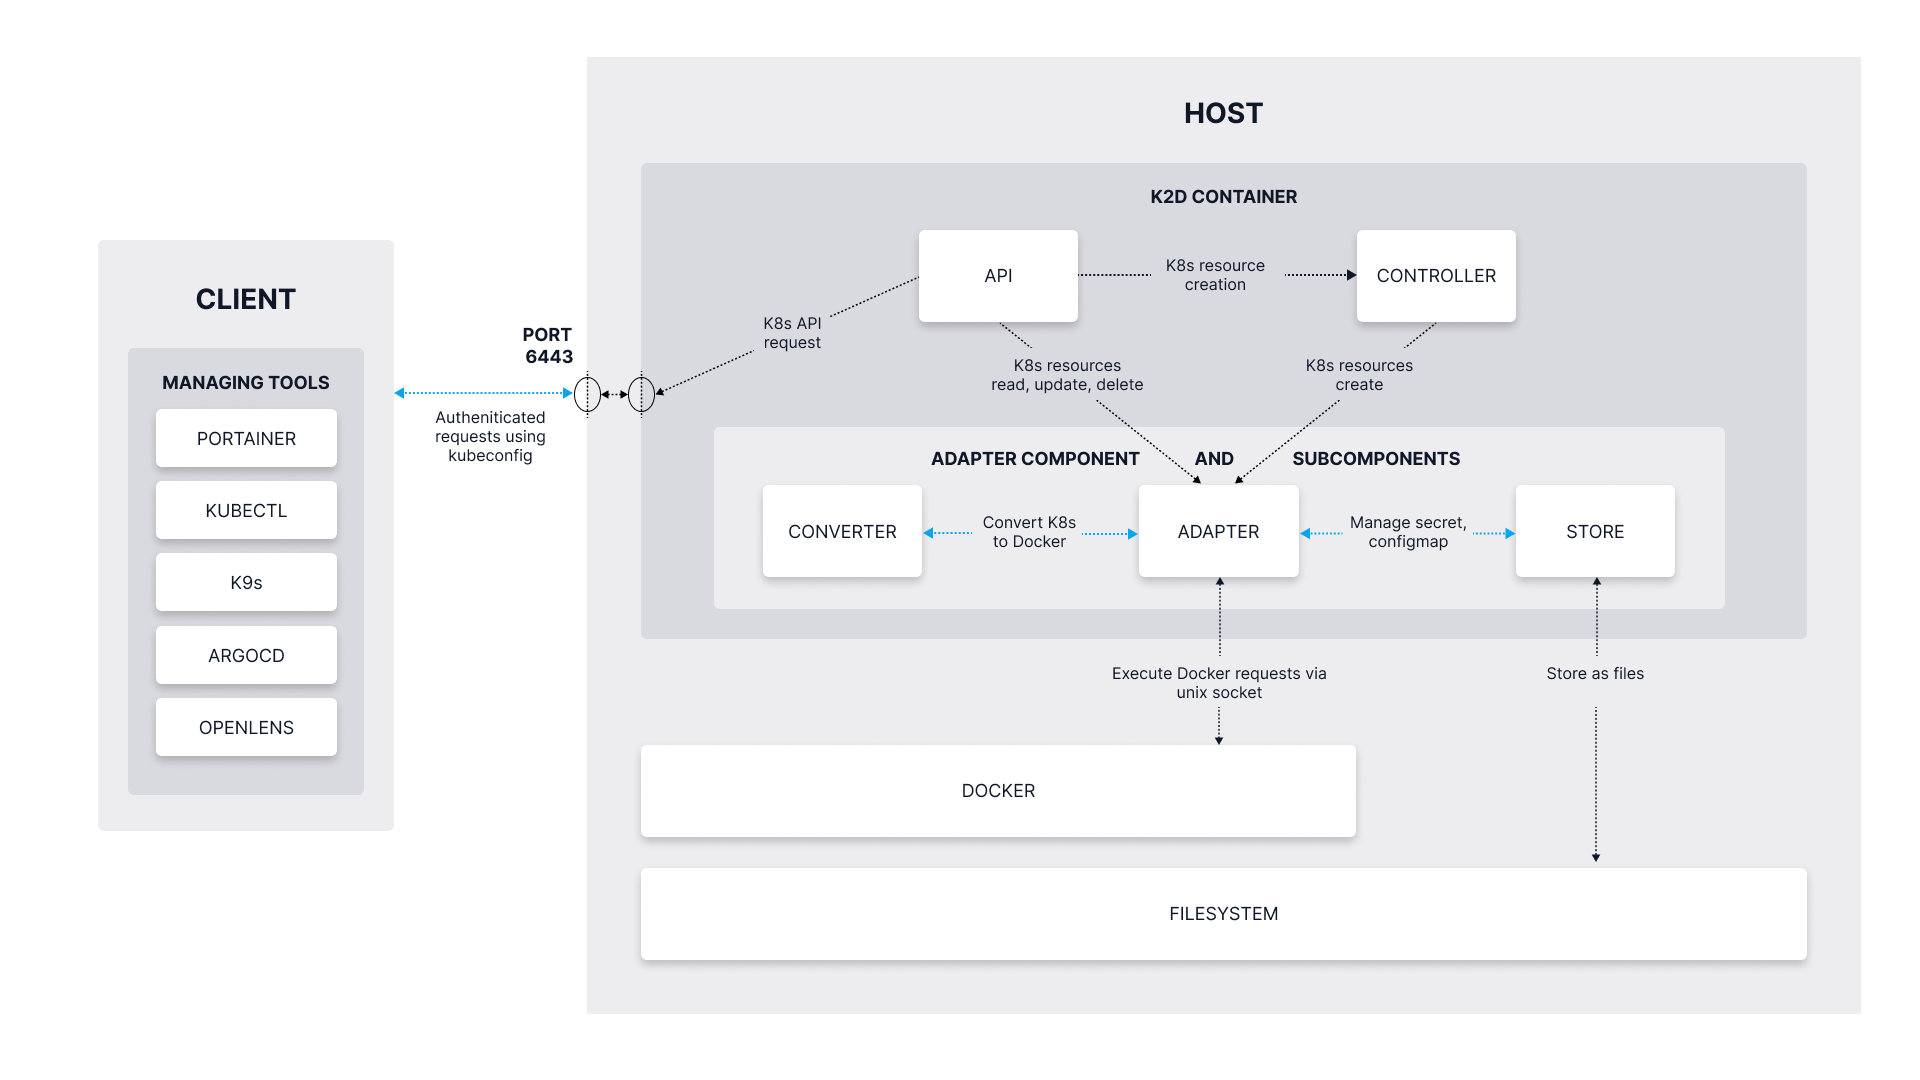 HOST
K2D CONTAINER
API
K8s resource
creation
CONTROLLER
CLIENT
K8s API
request
PORT
6443
K8s resources
read, update, delete
K8s resources
create
MANAGING TOOLS
PORTAINER
KUBECTL
K9s
ARGOCD
OPENLENS
Autheniticated
requests using
kubeconfig
ADAPTER COMPONENT AND SUBCOMPONENTS
CONVERTER
Convert K8s
to Docker
ADAPTER
Manage secret,
configmap
STORE
Execute Docker requests via
unix socket
Store as files
DOCKER
FILESYSTEM